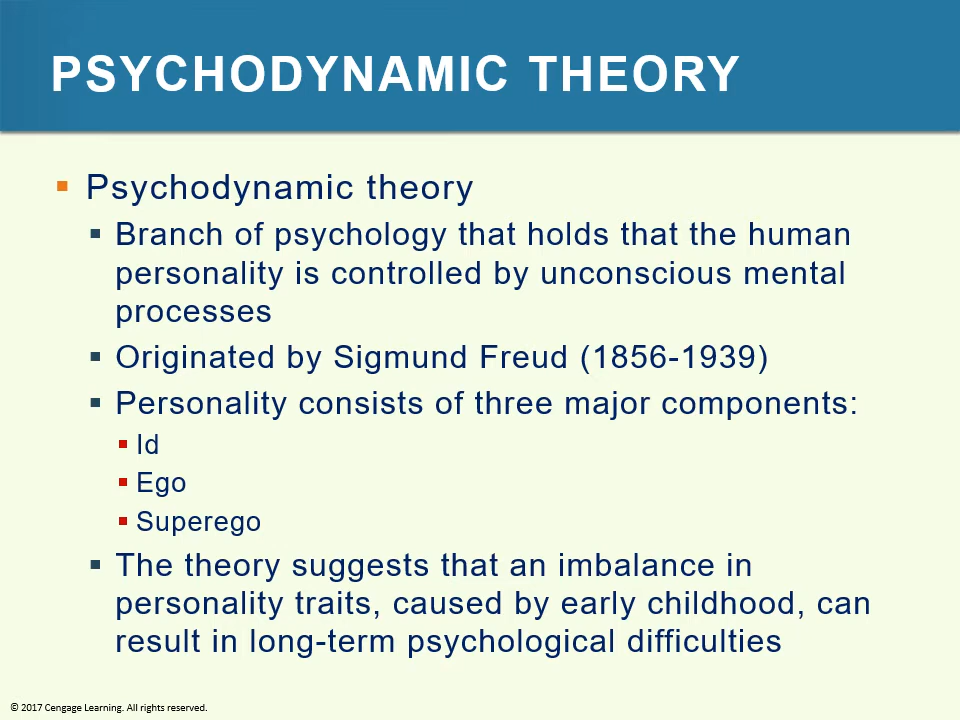 PSYCHODYNAMIC THEORY
Psychodynamic theory
Branch of psychology that holds that the human
personality is controlled by unconscious mental
processes
Originated by Sigmund Freud (1856-1939)
Personality consists of three major components:
Id
Ego
Superego
The theory suggests that an imbalance in
personality traits, caused by early childhood, can
result in long-term psychological difficulties
© 2017 Cengage Learning. All rights reserved.